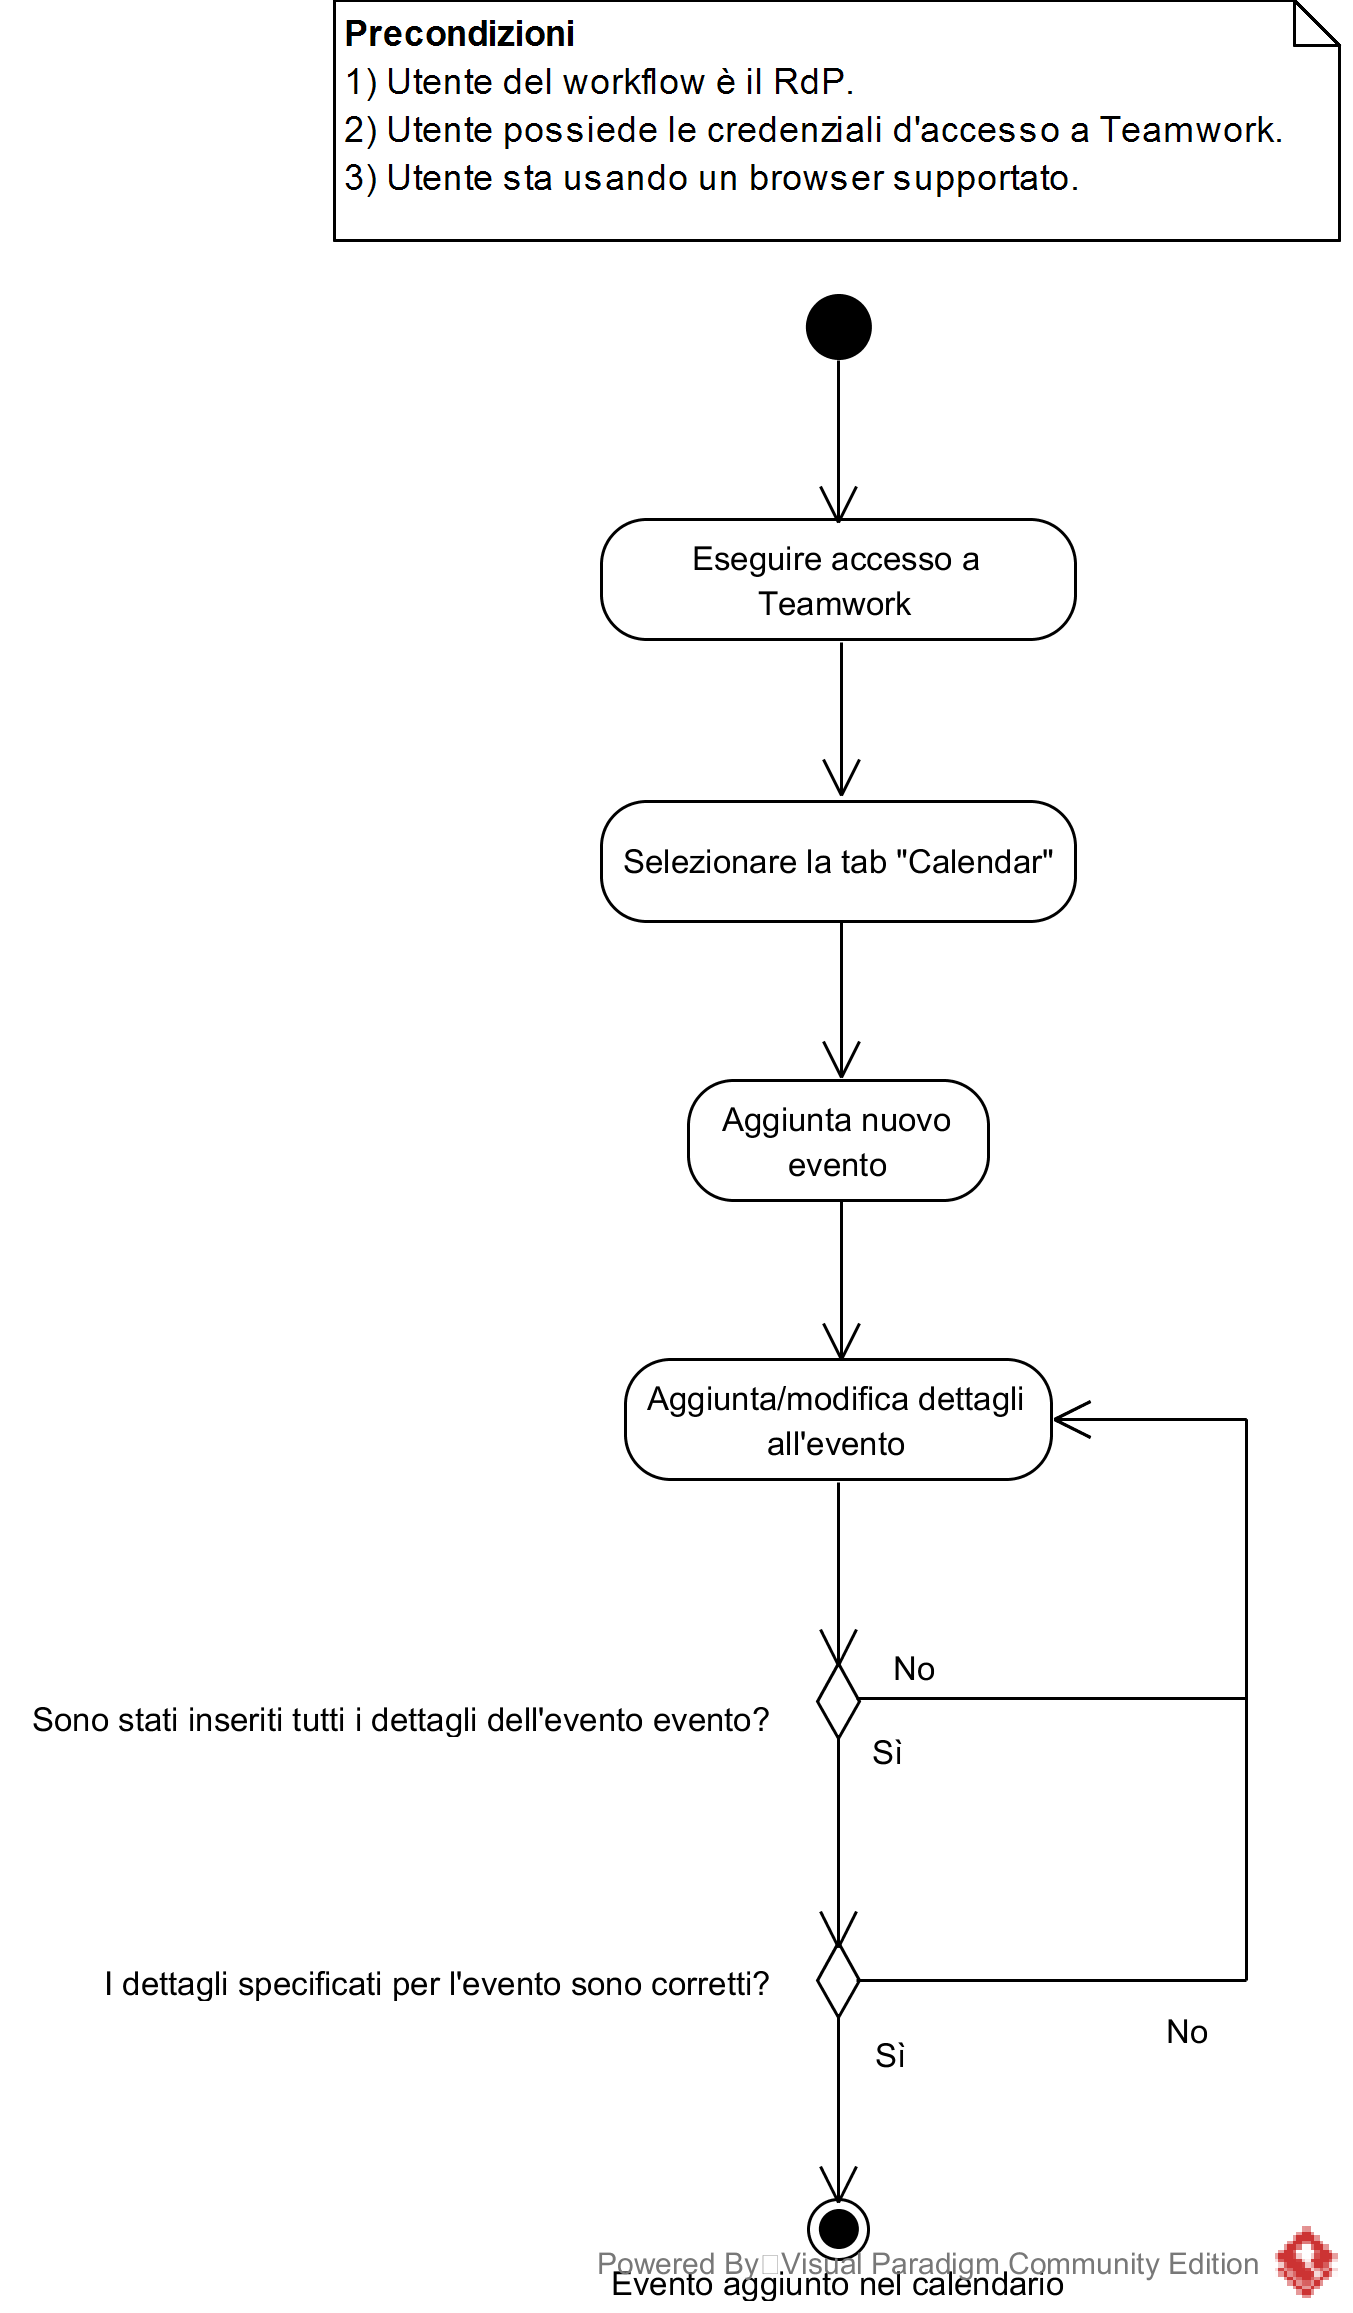 Precondizioni
1) Utente del workflow è il RdP.
2) Utente possiede le credenziali d'accesso a Teamwork.
3) Utente sta usando un browser supportato.
Eseguire accesso a
Teamwork
Selezionare la tab "Calendar"
Aggiunta nuovo
evento
Aggiunta/modifica dettagli
all'evento
No
Sono stati inseriti tutti i dettagli dell'evento evento?
Sì
I dettagli specificati per l'evento sono corretti?
No
Sì
Powered By Visual Paradigm Community Edition
Evento aggiunto nel calendario